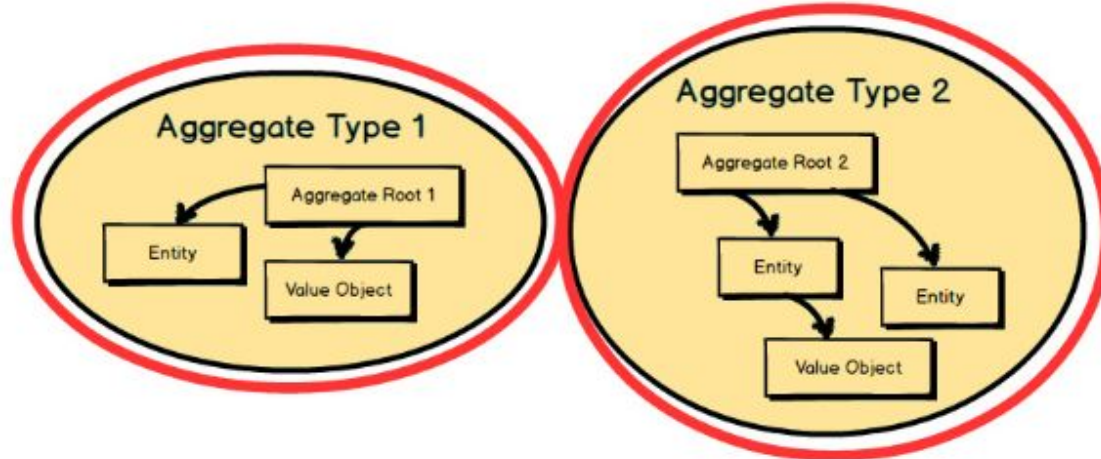 Aggregate Type 1
Aggregate Root 1
Entity
Value Object
Aggregate Type 2
Aggregate Root 2
Entity
Entity
Value Object